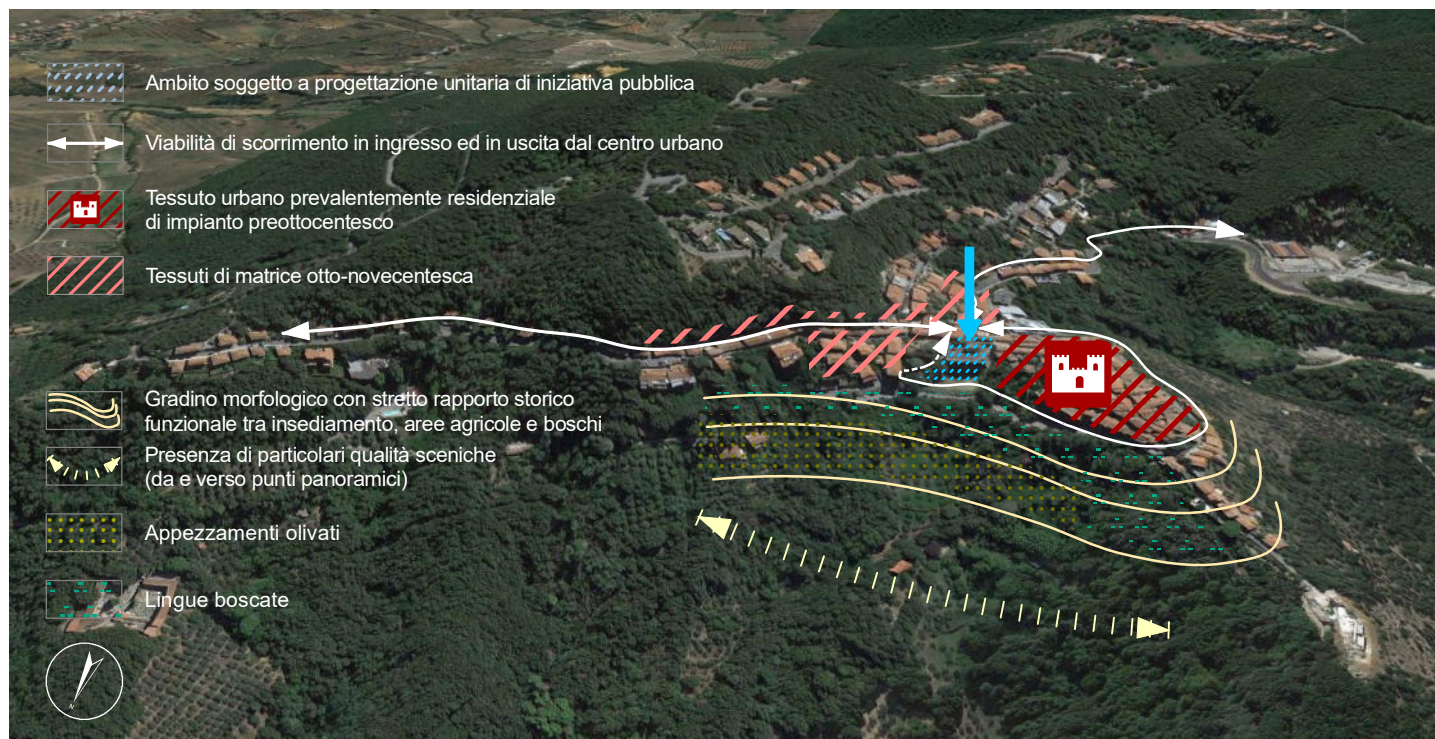 Ambito soggetto a progettazione unitaria di iniziativa pubblica
Viabilità di scorrimento in ingresso ed in uscita dal centro urbano
Tessuto urbano prevalentemente residenziale
di impianto preottocentesco
Tessuti di matrice otto-novecentesca
Gradino morfologico con stretto rapporto storico
funzionale tra insediamento, aree agricole e boschi
Presenza di particolari qualità sceniche
(da e verso punti panoramici)
Appezzamenti olivati
Lingue boscate
N